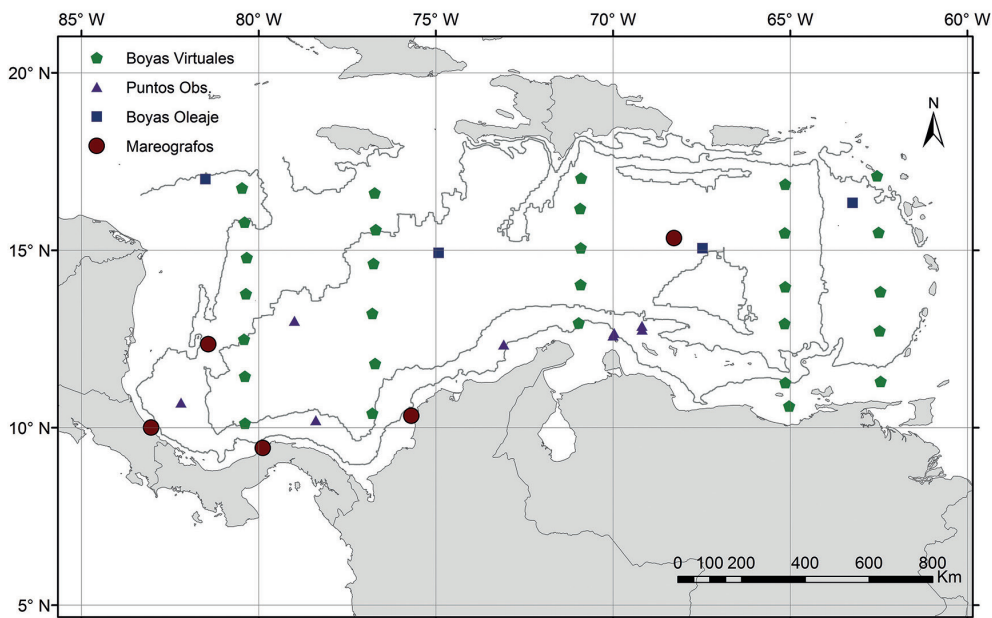 85° W 80° W 75° W 70° W 65° W 60° W
20° N
15° N
10° N
5° N
Boyas Virtuales
Puntos Obs.
Boyas Oleaje
Mareografos
N
0 100 200 400 600 800
Km